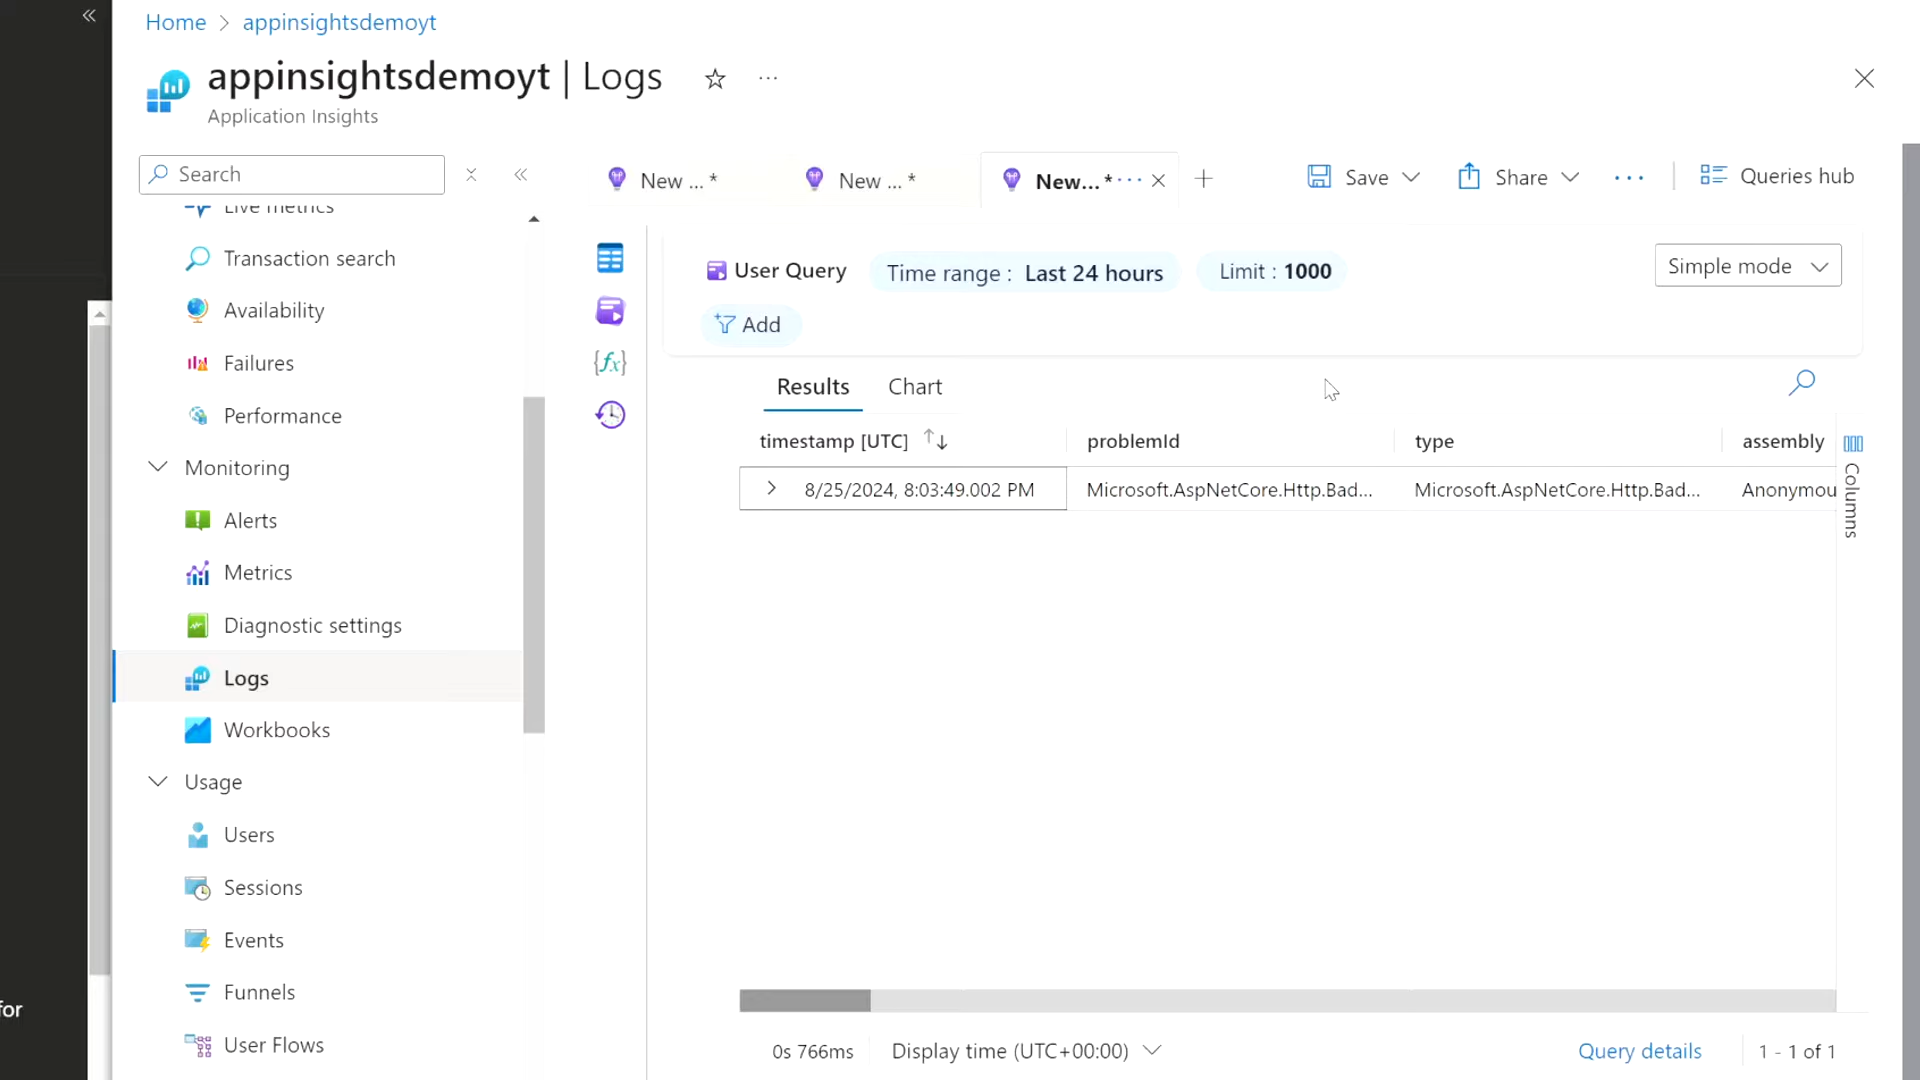 Home > appinsightsdemoyt
appinsightsdemoyt | Logs
Application Insights
Search
Live metrics
Transaction search
Availability
Failures
Performance
Monitoring
Alerts
Metrics
Diagnostic settings
Logs
Workbooks
Usage
Users
Sessions
Events
Funnels
User Flows
for
New ... *
New ... *
New... *
Save
Share
Queries hub
User Query
Time range : Last 24 hours
Limit : 1000
Simple mode
Add
Results
Chart
timestamp [UTC]
problemId
type
assembly
8/25/2024, 8:03:49.002 PM
Microsoft.AspNetCore.Http.Bad...
Microsoft.AspNetCore.Http.Bad...
Anonymou
Columns
0s 766ms
Display time (UTC+00:00)
Query details
1 - 1 of 1